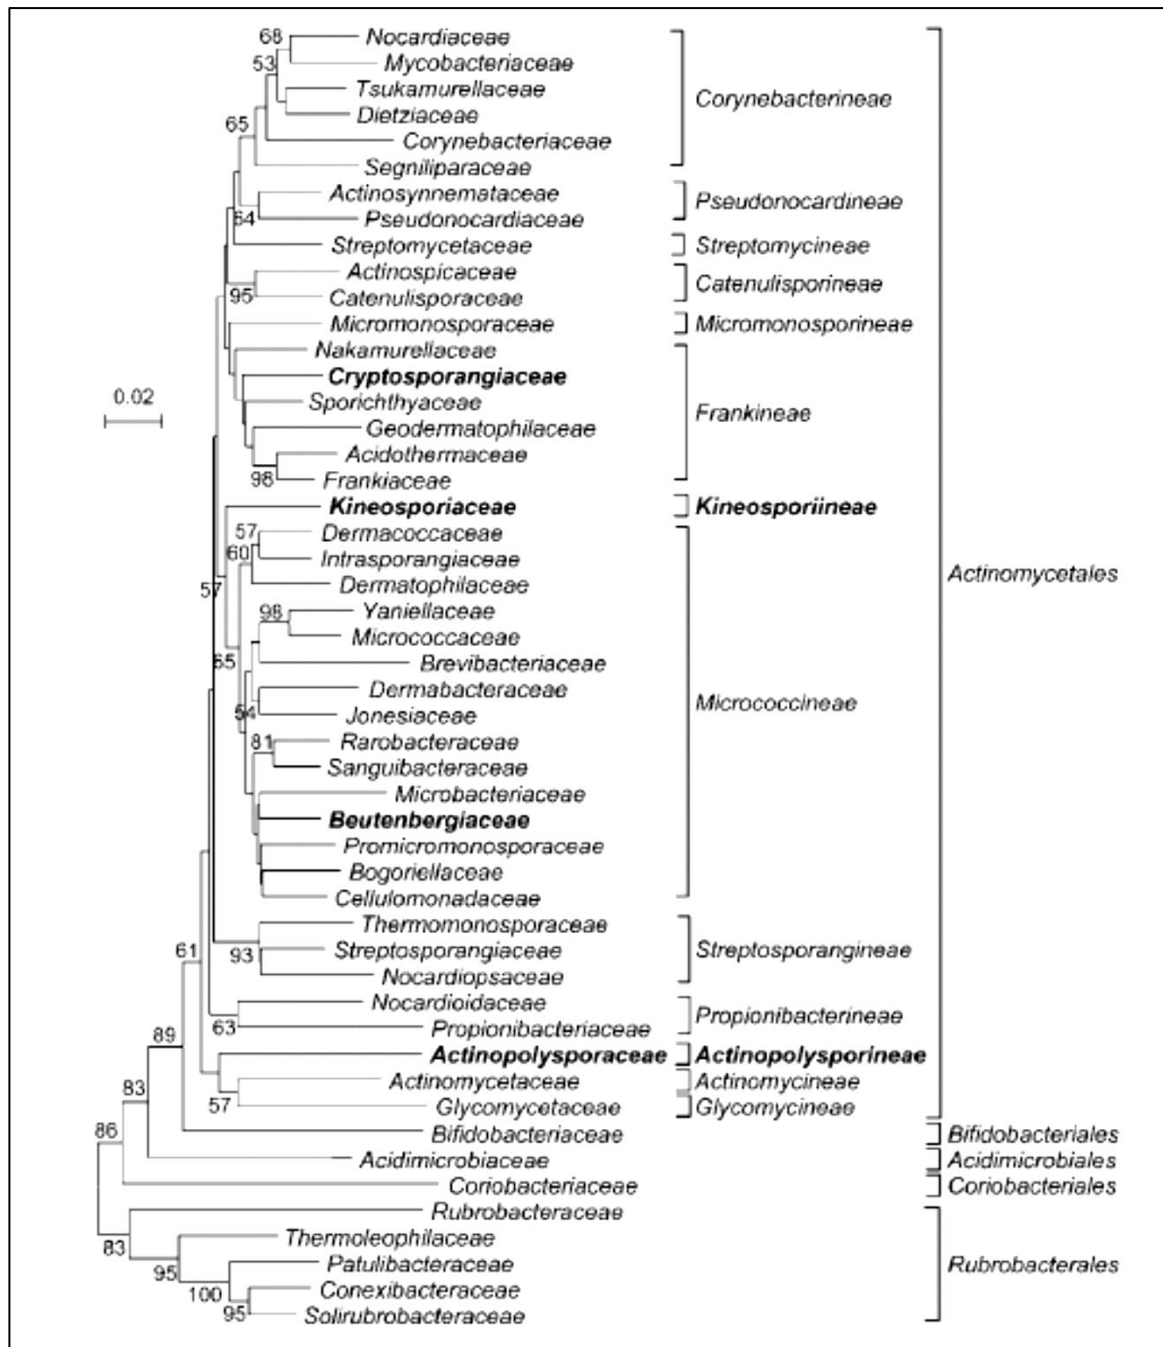 68 Nocardiaceae
53 Mycobacteriaceae
Tsukamurellaceae
Corynebacterineae
Dietziaceae
65
Corynebacteriaceae
Segniliparaceae
Actinosynnemataceae
Pseudonocardineae
64 Pseudonocardiaceae
Streptomycetaceae Streptomycineae
Actinospicaceae
Catenulisporineae
95 Catenulisporaceae
Micromonosporaceae Micromonosporineae
Nakamurellaceae
Cryptosporangiaceae
0.02
Sporichthyaceae
Frankineae
Geodermatophilaceae
Acidothermaceae
98 Frankiaceae
Kineosporiaceae Kineosporiineae
57 Dermacoccaceae
60 Intrasporangiaceae
Actinomycetales
57 Dermatophilaceae
98 Yaniellaceae
Micrococcaceae
65 Brevibacteriaceae
Dermabacteraceae
Micrococcineae
54 Jonesiaceae
81 Rarobacteraceae
Sanguibacteraceae
Microbacteriaceae
Beutenbergiaceae
Promicromonosporaceae
Bogoriellaceae
Cellulomonadaceae
Thermomonosporaceae
61
93 Streptosporangiaceae Streptosporangineae
Nocardiopsaceae
Nocardioidaceae
Propionibacterineae
63 Propionibacteriaceae
89
Actinopolysporaceae Actinopolysporineae
83 Actinomycetaceae Actinomycineae
57 Glycomycetaceae Glycomycineae
86 Bifidobacteriaceae Bifidobacteriales
Acidimicrobiaceae Acidimicrobiales
Coriobacteriaceae Coriobacteriales
Rubrobacteraceae
83 Thermoleophilaceae
95 Patulibacteraceae Rubrobacterales
100 Conexibacteraceae
95 Solirubrobacteraceae